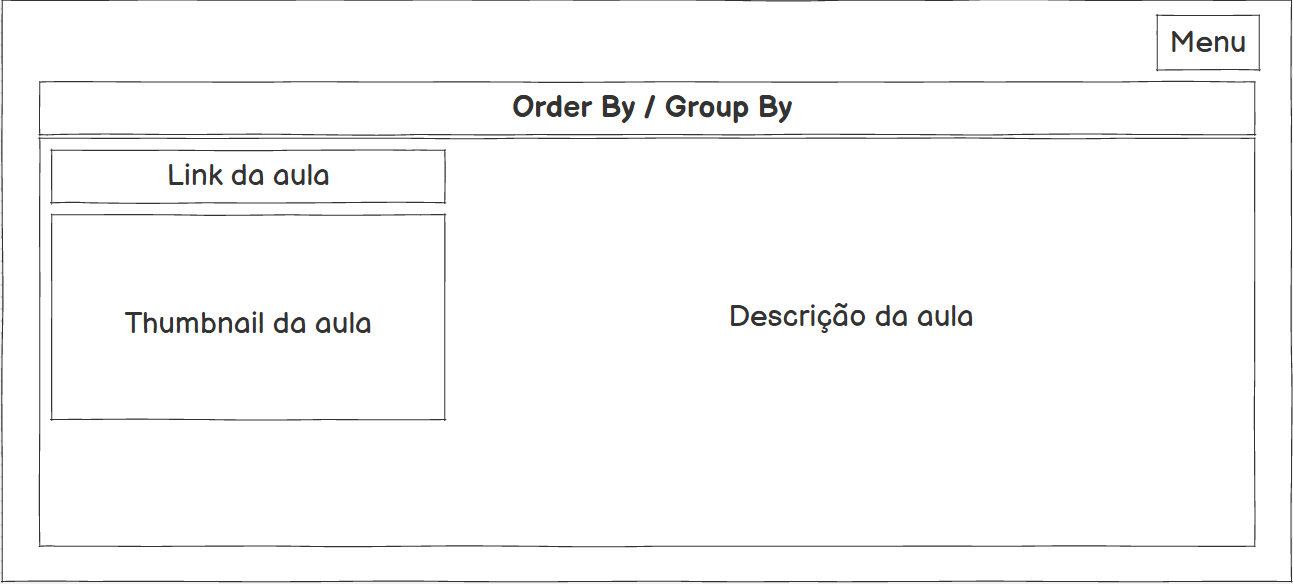 Menu
Order By / Group By
Link da aula
Thumbnail da aula
Descrição da aula